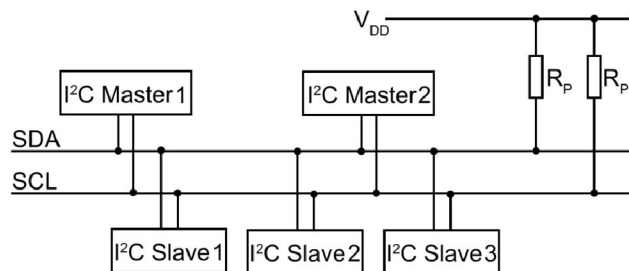 V_DD
R_P R_P
I²C Master1 I²C Master2
SDA
SCL
I²C Slave1 I²C Slave2 I²C Slave3